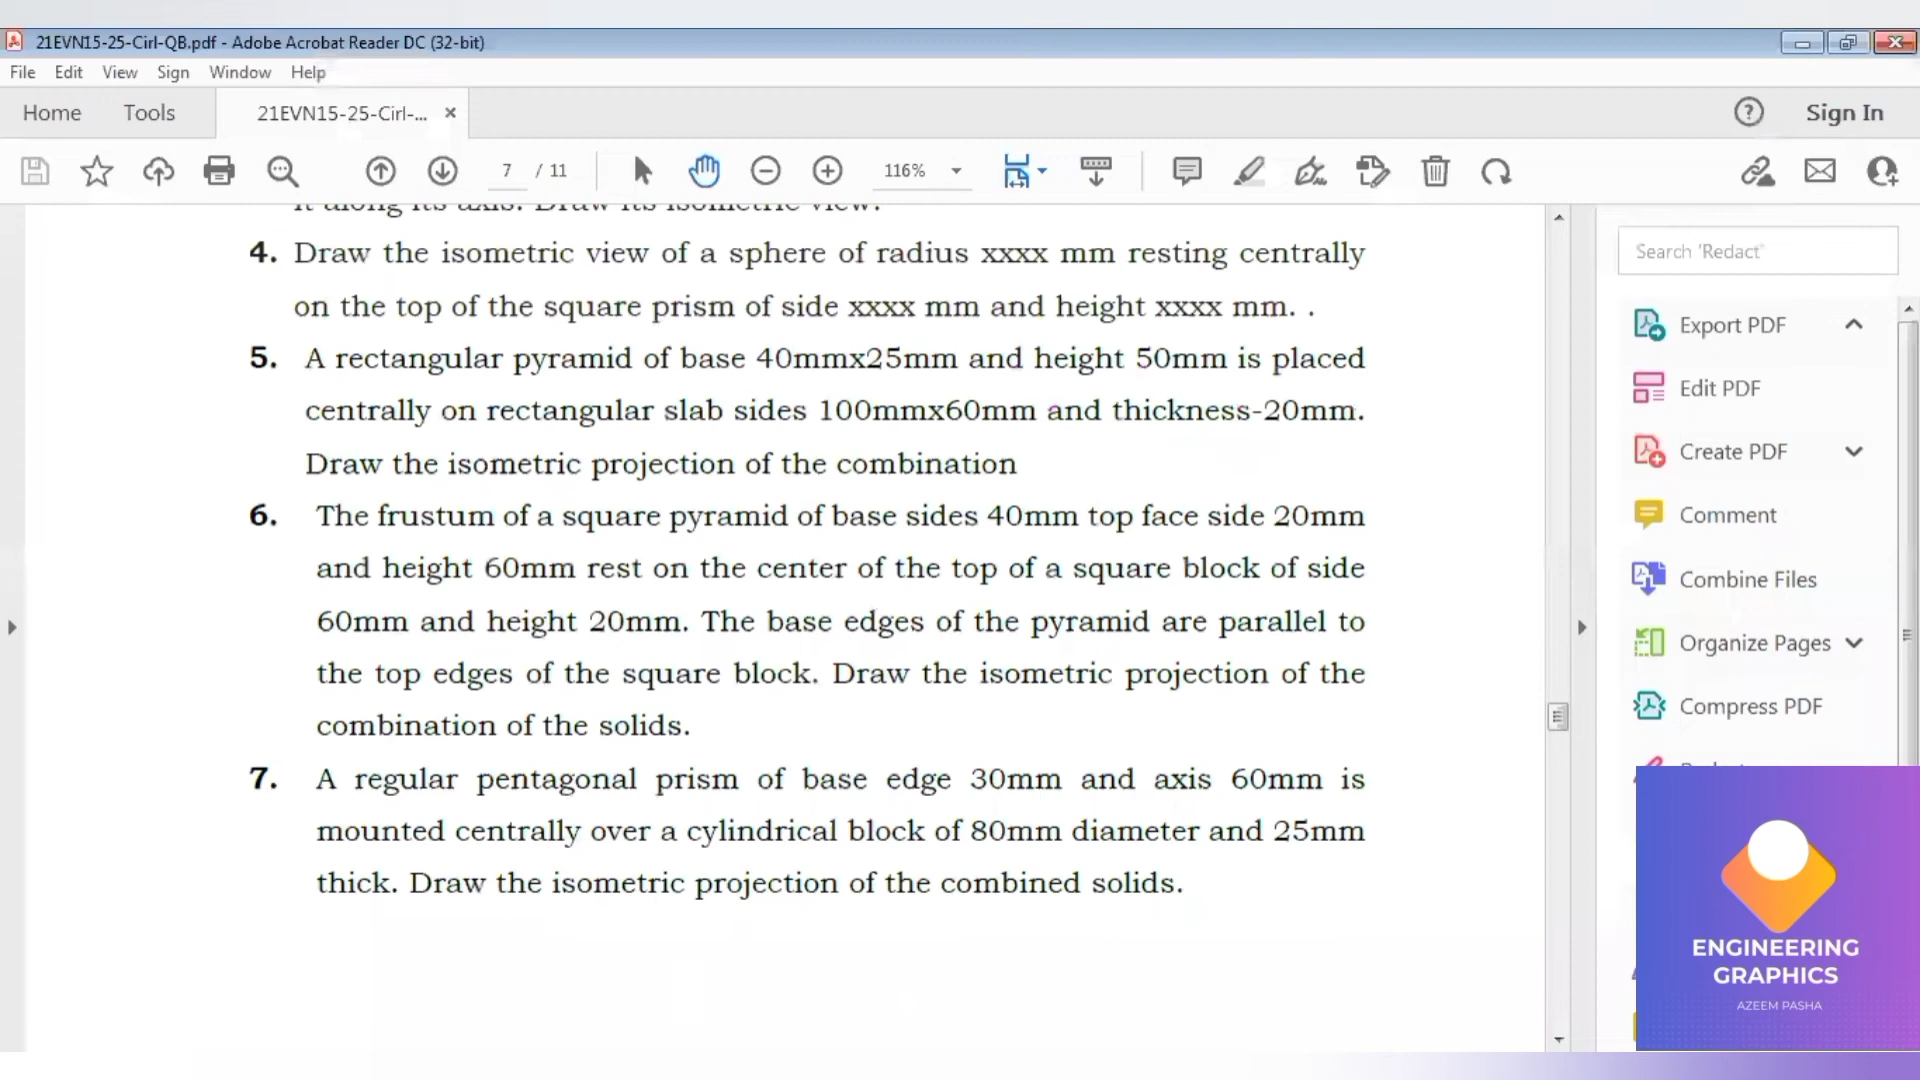 21EVN15-25-Cirl-QB.pdf - Adobe Acrobat Reader DC (32-bit)
File Edit View Sign Window Help
Home Tools 21EVN15-25-Cirl-... × Sign In
7 / 11 116%
it along its axis. Draw its isometric view.
4. Draw the isometric view of a sphere of radius xxxx mm resting centrally
on the top of the square prism of side xxxx mm and height xxxx mm. .
5. A rectangular pyramid of base 40mmx25mm and height 50mm is placed
centrally on rectangular slab sides 100mmx60mm and thickness-20mm.
Draw the isometric projection of the combination
6. The frustum of a square pyramid of base sides 40mm top face side 20mm
and height 60mm rest on the center of the top of a square block of side
60mm and height 20mm. The base edges of the pyramid are parallel to
the top edges of the square block. Draw the isometric projection of the
combination of the solids.
7. A regular pentagonal prism of base edge 30mm and axis 60mm is
mounted centrally over a cylindrical block of 80mm diameter and 25mm
thick. Draw the isometric projection of the combined solids.
Search 'Redact'
Export PDF
Edit PDF
Create PDF
Comment
Combine Files
Organize Pages
Compress PDF
ENGINEERING
GRAPHICS
AZEEM PASHA